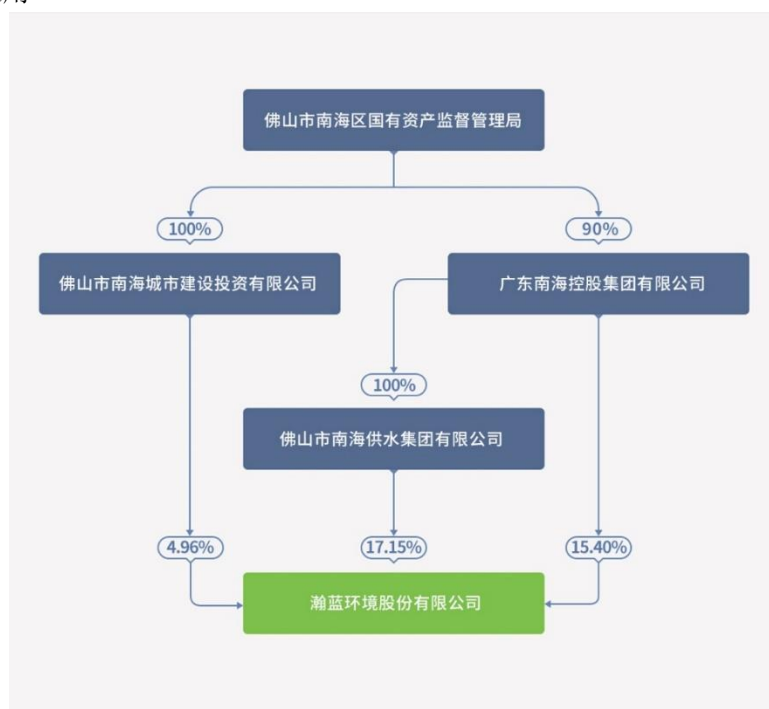 佛山市南海区国有资产监督管理局
100%
90%
佛山市南海城市建设投资有限公司
广东南海控股集团有限公司
100%
佛山市南海供水集团有限公司
4.96%
17.15%
15.40%
瀚蓝环境股份有限公司